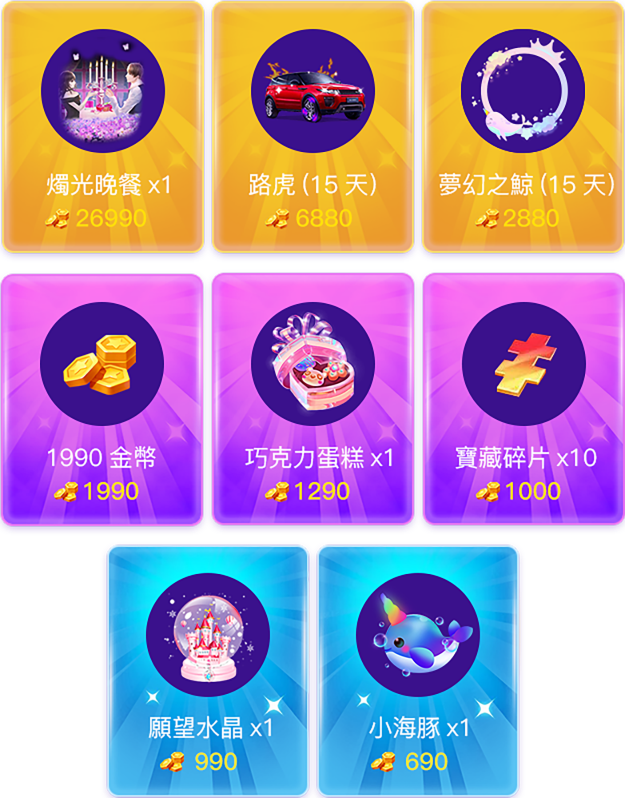 燭光晚餐 x1
26990
路虎 (15 天)
6880
夢幻之鯨 (15 天)
2880
1990 金幣
1990
巧克力蛋糕 x1
1290
寶藏碎片 x10
1000
願望水晶 x1
990
小海豚 x1
690